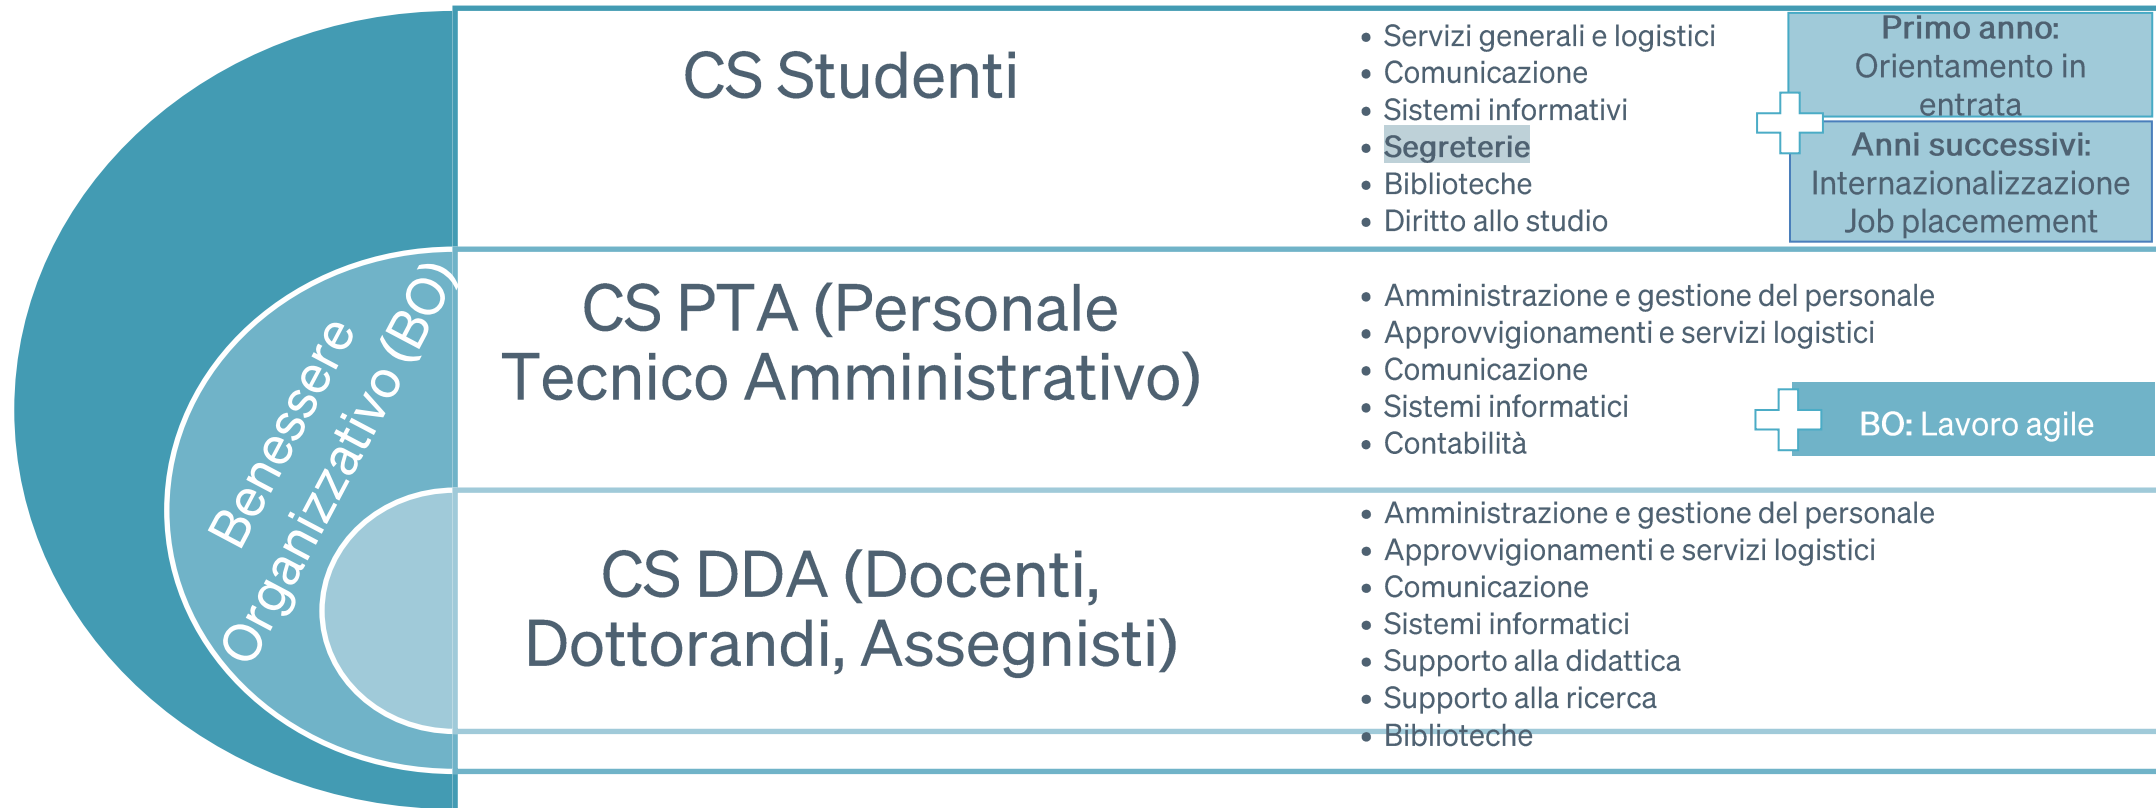 CS Studenti
• Servizi generali e logistici
• Comunicazione
• Sistemi informativi
• Segreterie
• Biblioteche
• Diritto allo studio
Primo anno:
Orientamento in
entrata
Anni successivi:
Internazionalizzazione
Job placemement
Benessere
Organizzativo (BO)
CS PTA (Personale
Tecnico Amministrativo)
• Amministrazione e gestione del personale
• Approvvigionamenti e servizi logistici
• Comunicazione
• Sistemi informatici
• Contabilità
BO: Lavoro agile
CS DDA (Docenti,
Dottorandi, Assegnisti)
• Amministrazione e gestione del personale
• Approvvigionamenti e servizi logistici
• Comunicazione
• Sistemi informatici
• Supporto alla didattica
• Supporto alla ricerca
• Biblioteche